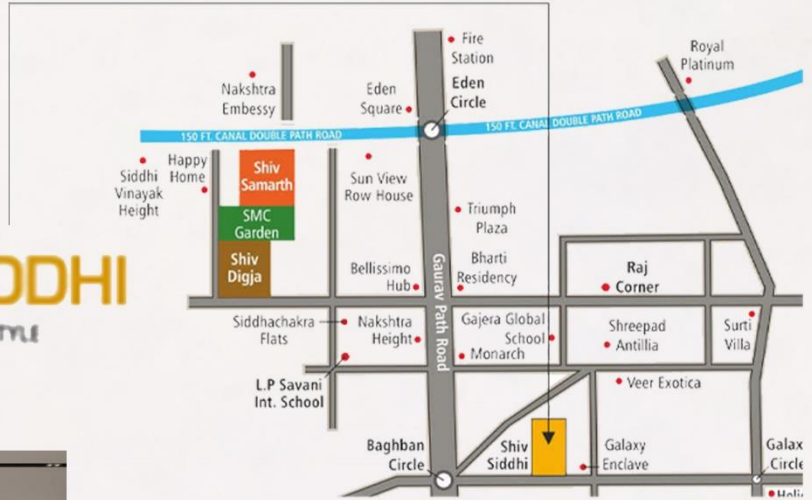 Fire
Station
Royal
Platinum
Nakshtra
Embessy
Eden
Square
Eden
Circle
150 FT. CANAL DOUBLE PATH ROAD
150 FT. CANAL DOUBLE PATH ROAD
Siddhi
Vinayak
Height
Happy
Home
Shiv
Samarth
Sun View
Row House
SMC
Garden
Triumph
Plaza
Shiv
Digja
Bellissimo
Hub
Gaurav Path Road
Bharti
Residency
Raj
Corner
DDHI
TYLE
Siddhachakra
Flats
Nakshtra
Height
Gajera Global
School
Monarch
Shreepad
Antillia
Surti
Villa
L.P Savani
Int. School
Veer Exotica
Baghban
Circle
Shiv
Siddhi
Galaxy
Enclave
Galax
Circle